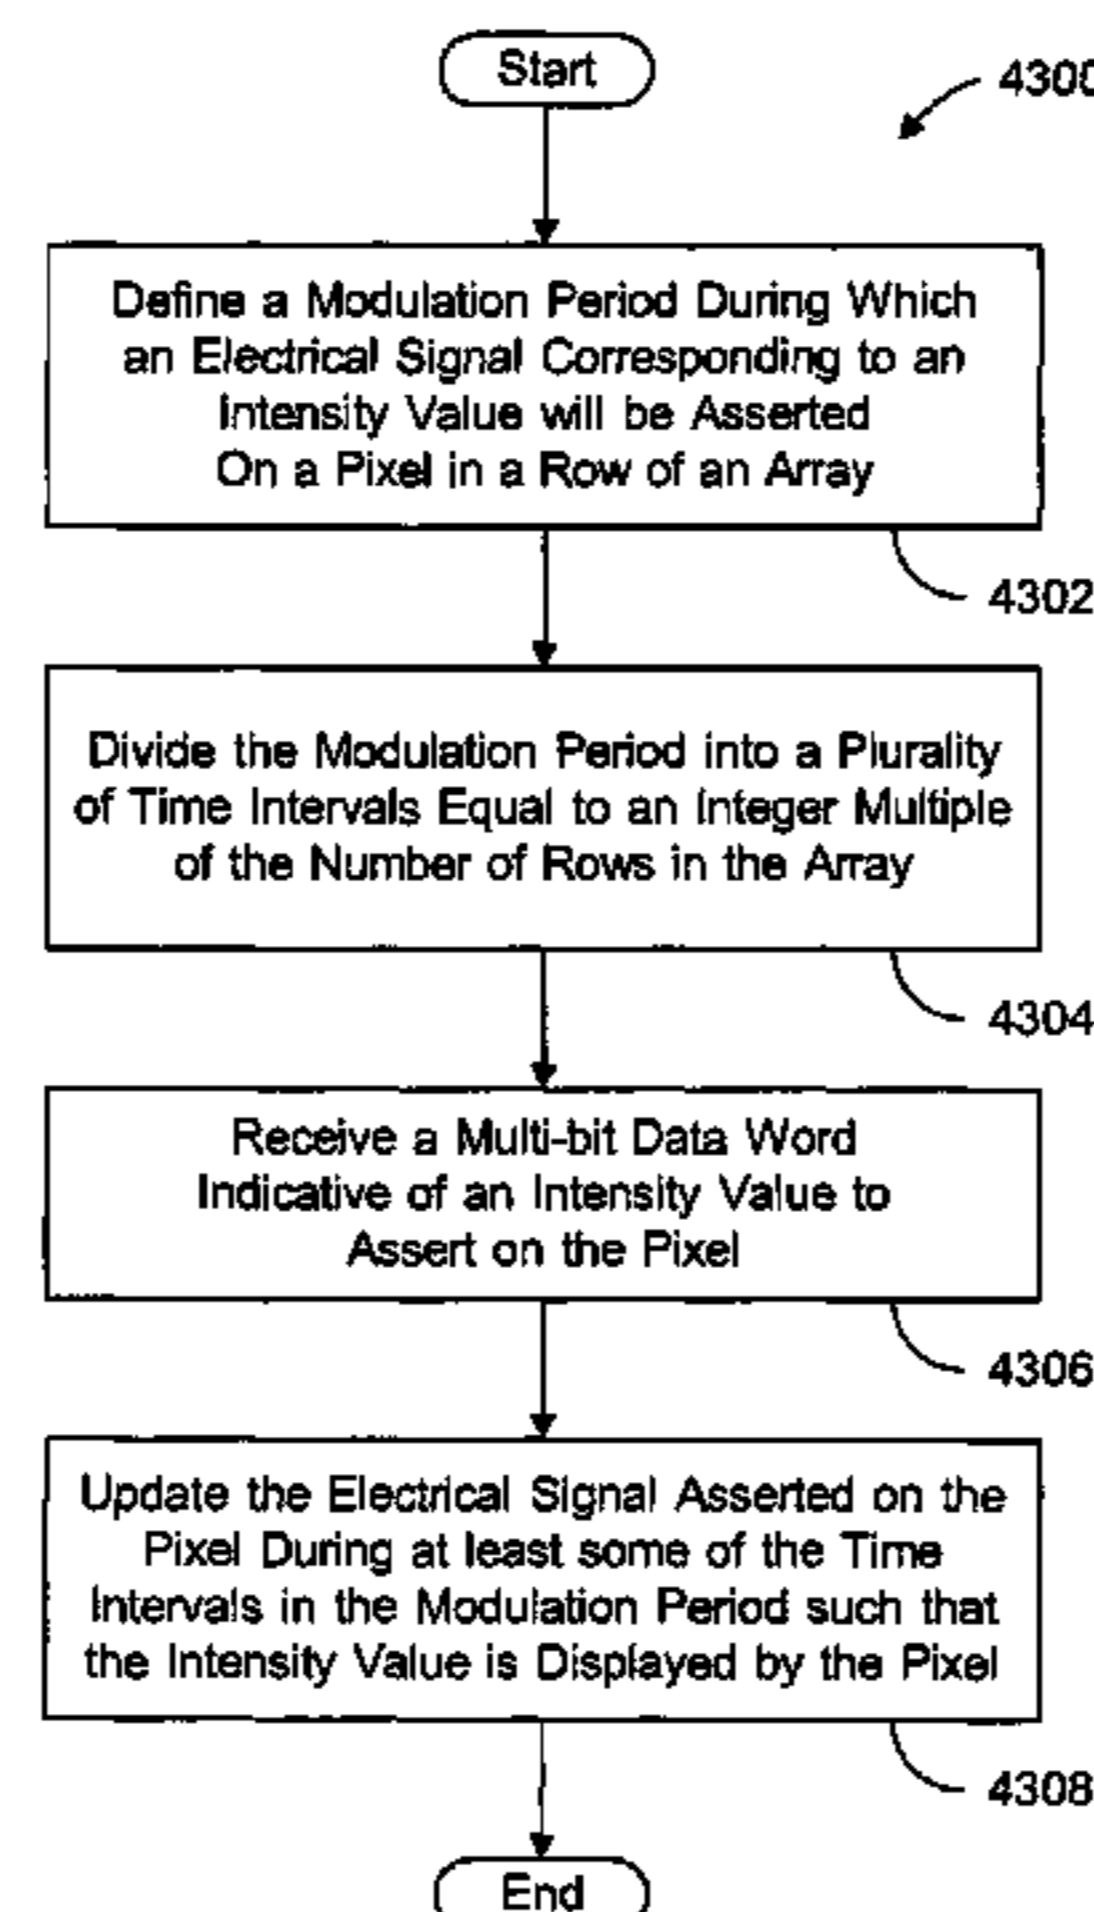 Start
4300
Define a Modulation Period During Which
an Electrical Signal Corresponding to an
Intensity Value will be Asserted
On a Pixel in a Row of an Array
4302
Divide the Modulation Period into a Plurality
of Time Intervals Equal to an Integer Multiple
of the Number of Rows in the Array
4304
Receive a Multi-bit Data Word
Indicative of an Intensity Value to
Assert on the Pixel
4306
Update the Electrical Signal Asserted on the
Pixel During at least some of the Time
Intervals in the Modulation Period such that
the Intensity Value is Displayed by the Pixel
4308
End